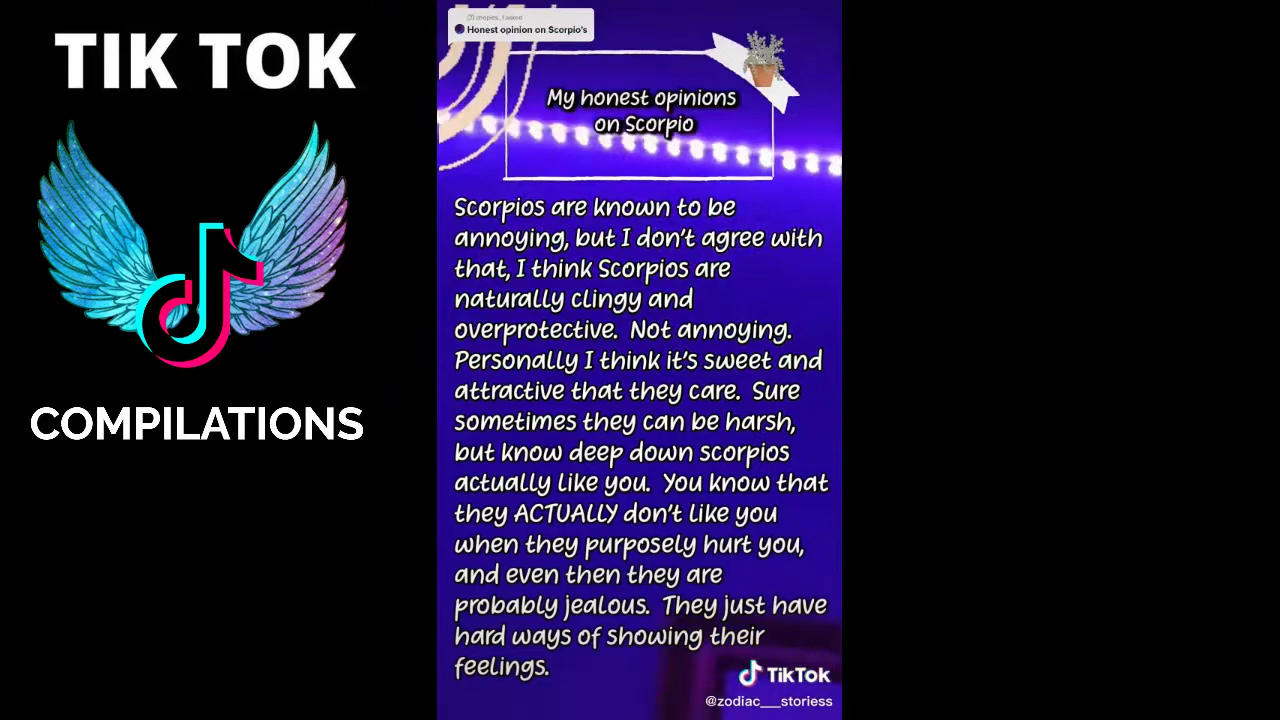 TIK TOK
COMPILATIONS
Honest opinion on Scorpio's
My honest opinions
on Scorpio
Scorpios are known to be
annoying, but I don't agree with
that, I think Scorpios are
naturally clingy and
overprotective. Not annoying.
Personally I think it's sweet and
attractive that they care. Sure
sometimes they can be harsh,
but know deep down scorpios
actually like you. You know that
they ACTUALLY don't like you
when they purposely hurt you,
and even then they are
probably jealous. They just have
hard ways of showing their
feelings.
TikTok
@zodiac___storiess